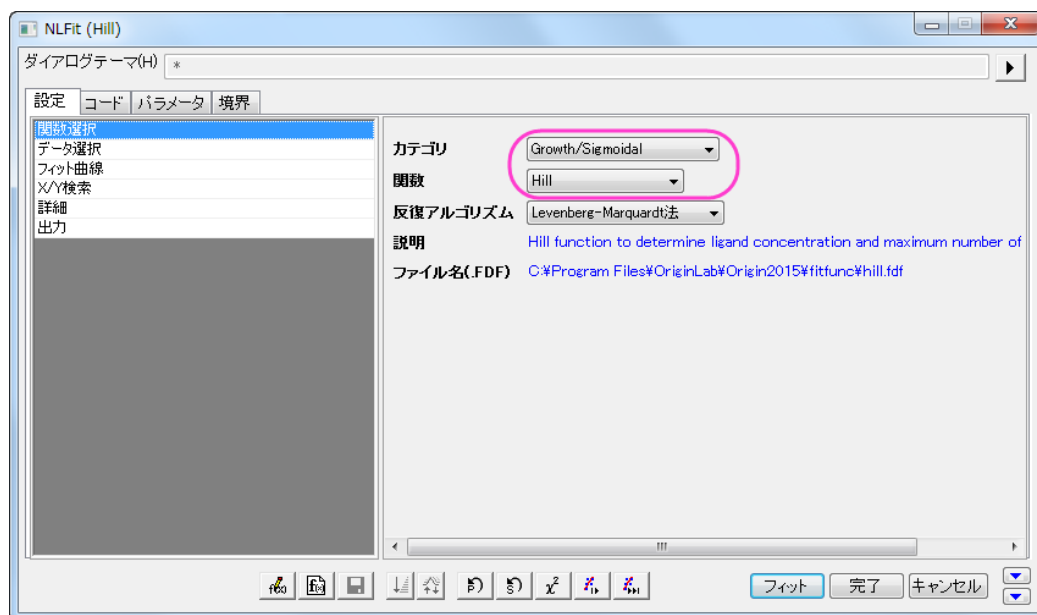 NLFit (Hill)
ダイアログテーマ(H) *
設定 コード パラメータ 境界
関数選択
データ選択
フィット曲線
X/Y検索
詳細
出力
カテゴリ Growth/Sigmoidal
関数 Hill
反復アルゴリズム Levenberg-Marquardt法
説明 Hill function to determine ligand concentration and maximum number of
ファイル名(.FDF) C:¥Program Files¥OriginLab¥Origin2015¥fitfunc¥hill.fdf
χ²
フィット 完了 キャンセル